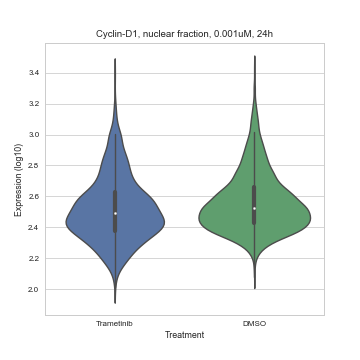 Cyclin-D1, nuclear fraction, 0.001uM, 24h
Expression (log10)
3.4
3.2
3.0
2.8
2.6
2.4
2.2
2.0
Trametinib DMSO
Treatment